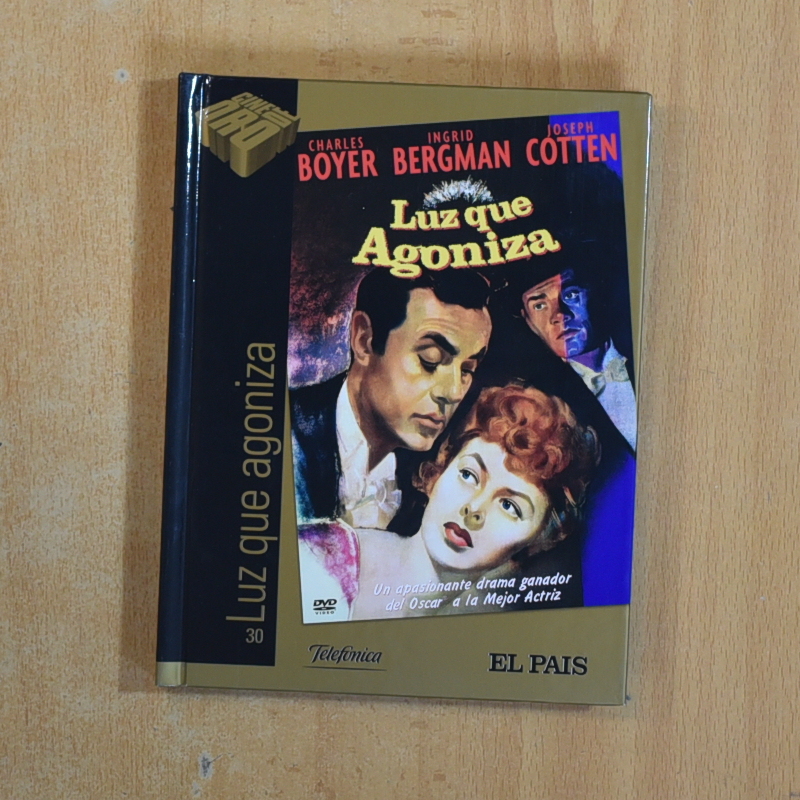 CINE DE
ORO
CHARLES
BOYER
INGRID
BERGMAN
JOSEPH
COTTEN
Luz que
Agoniza
Un apasionante drama ganador
del Oscar a la Mejor Actriz
DVD
VIDEO
30 Luz que agoniza
Telefónica
EL PAIS